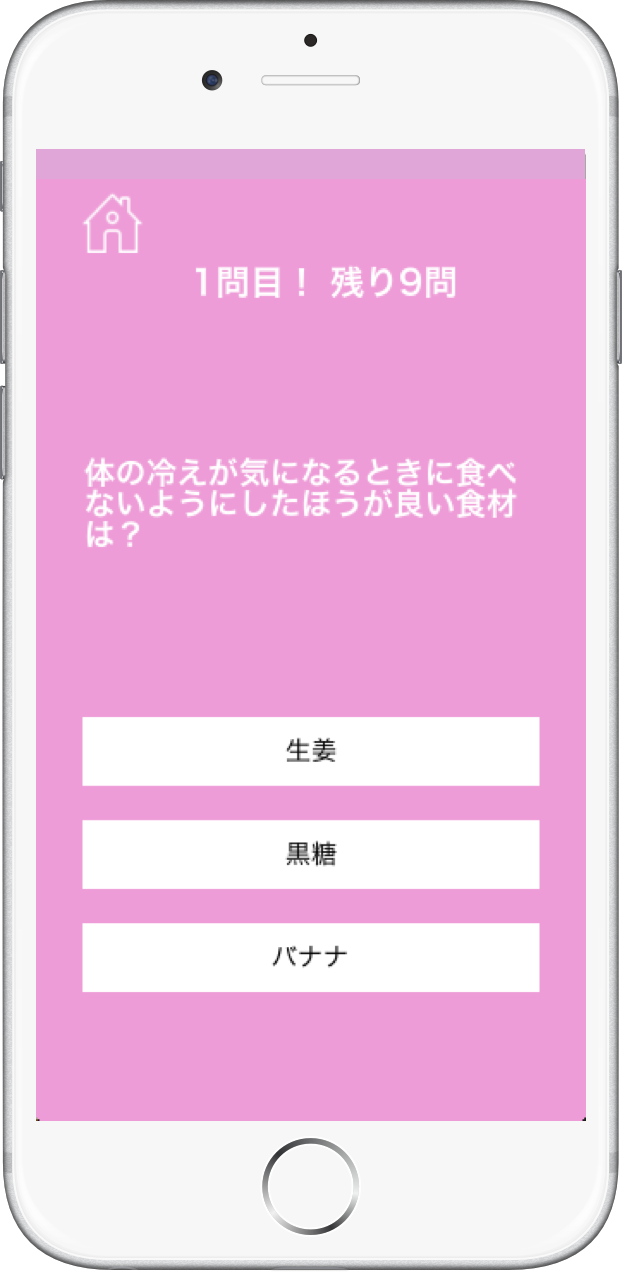 1問目！ 残り9問
体の冷えが気になるときに食べ
ないようにしたほうが良い食材
は？
生姜
黒糖
バナナ